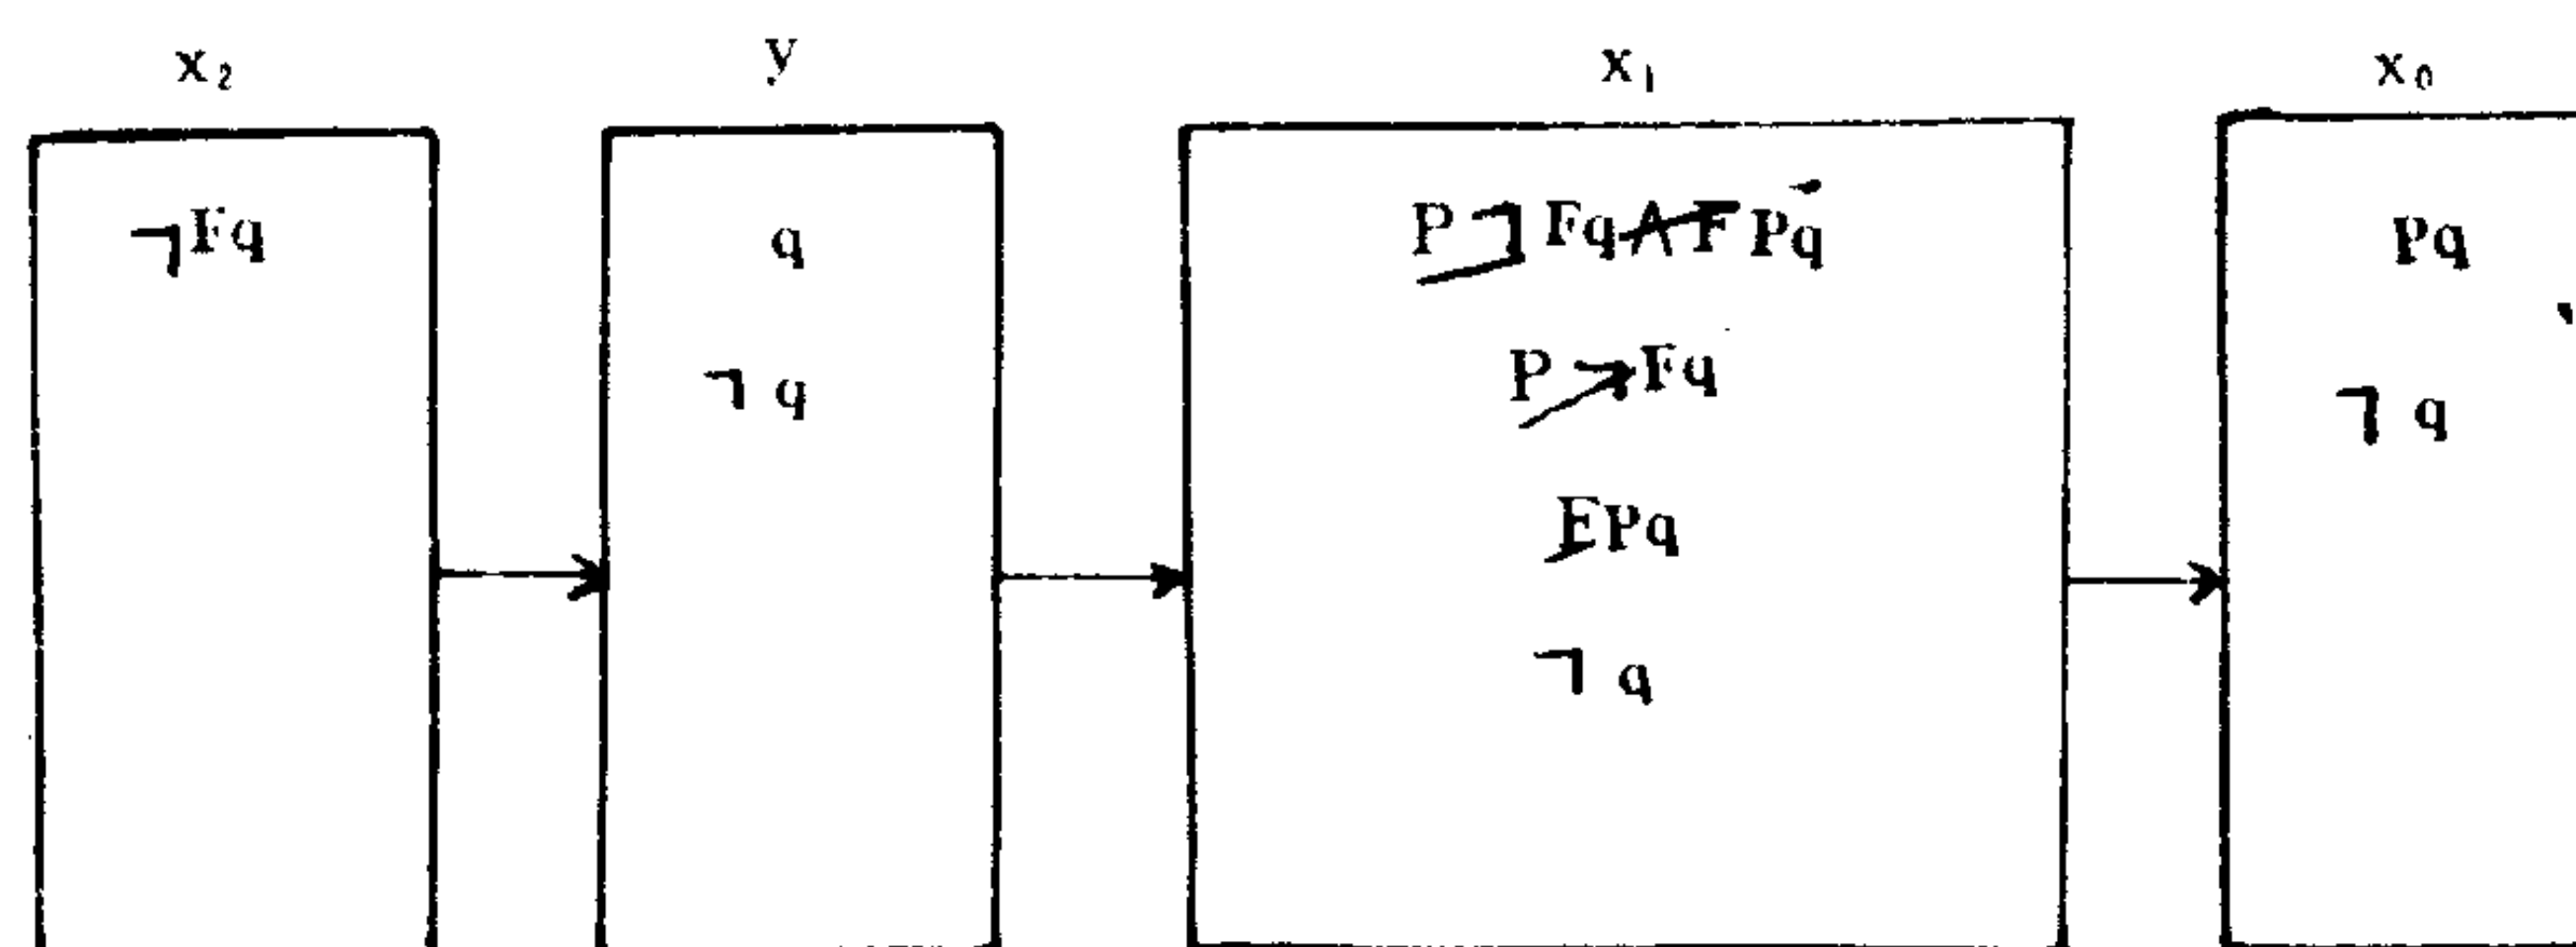 x₂ y x₁ x₀
¬Fq q P¬Fq∧FPq Pq
¬q P¬Fq ¬q
FPq
¬q